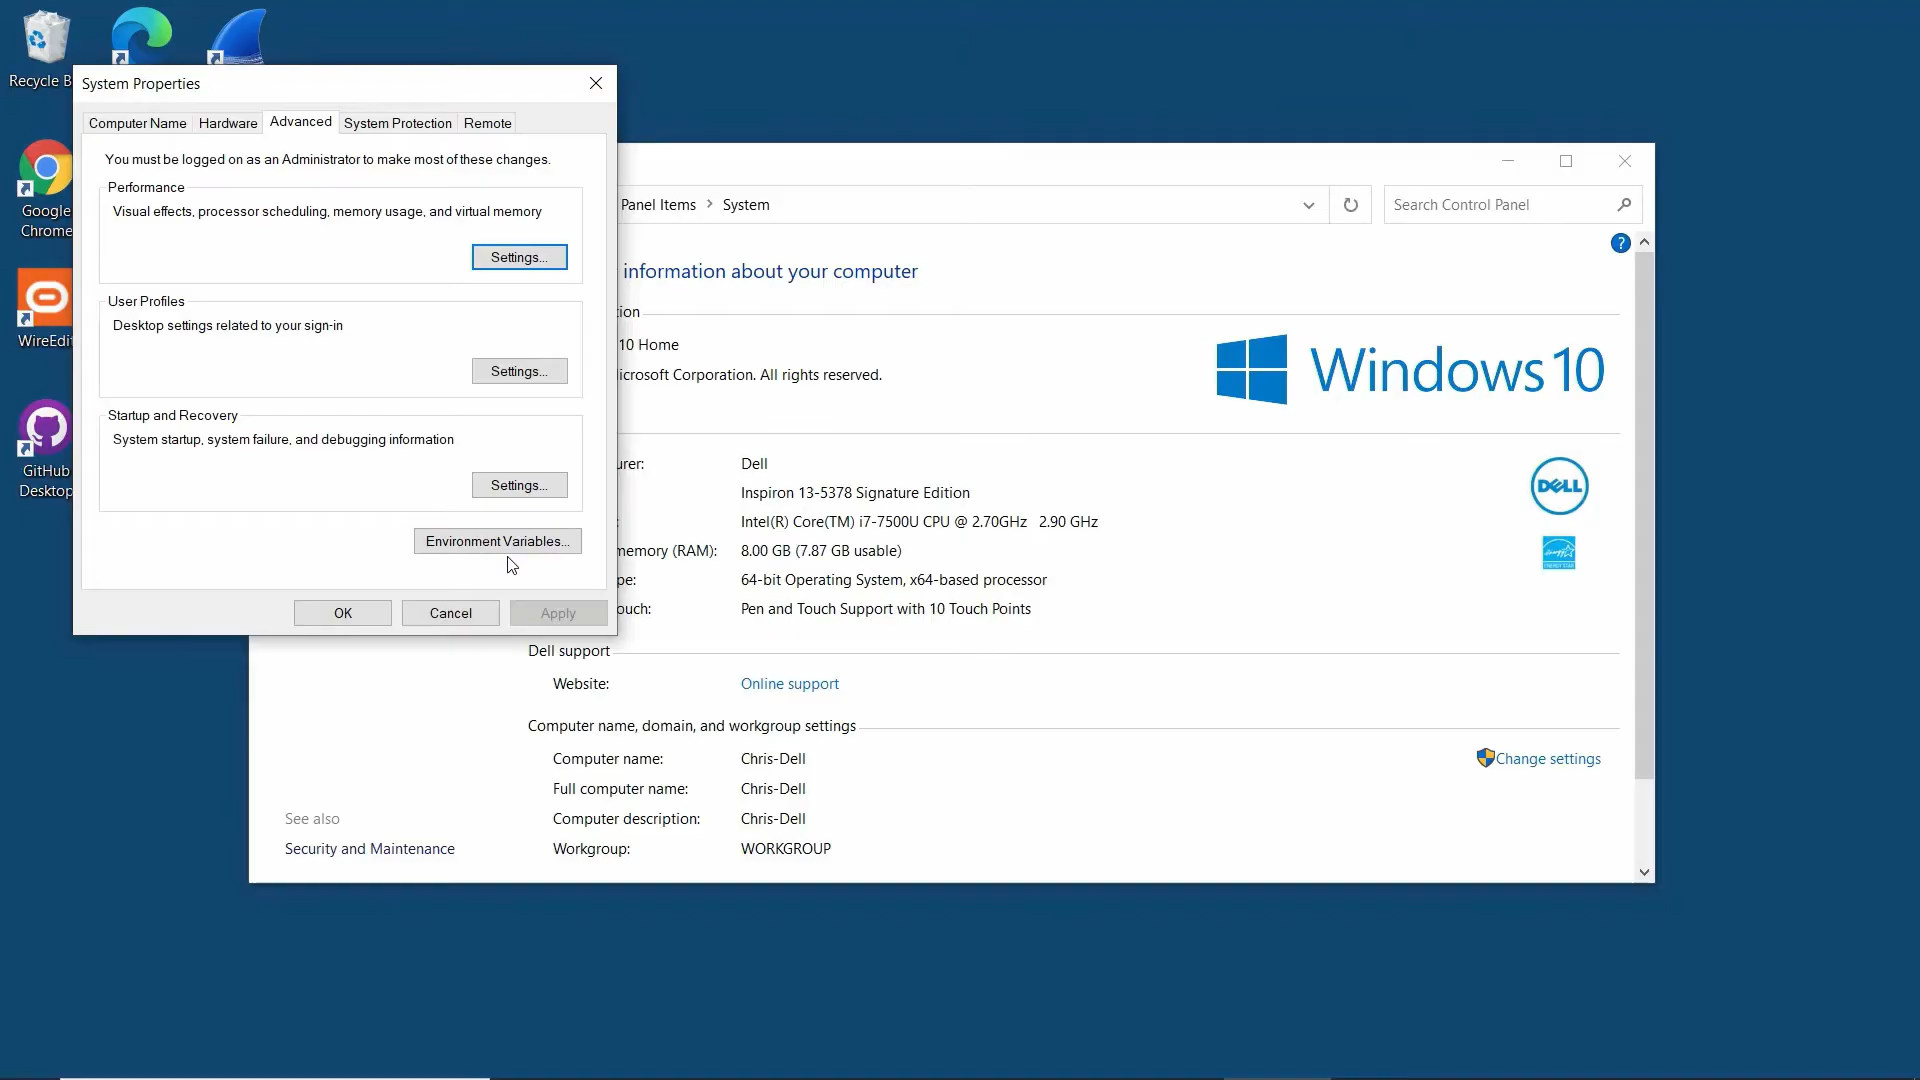 Recycle B
Google
Chrome
WireEdit
GitHub
Desktop
System Properties
Computer Name
Hardware
Advanced
System Protection
Remote
You must be logged on as an Administrator to make most of these changes.
Performance
Visual effects, processor scheduling, memory usage, and virtual memory
Settings...
User Profiles
Desktop settings related to your sign-in
Settings...
Startup and Recovery
System startup, system failure, and debugging information
Settings...
Environment Variables...
OK
Cancel
Apply
Panel Items > System
Search Control Panel
?
information about your computer
tion
10 Home
icrosoft Corporation. All rights reserved.
Windows 10
urer: Dell
Inspiron 13-5378 Signature Edition
: Intel(R) Core(TM) i7-7500U CPU @ 2.70GHz 2.90 GHz
memory (RAM): 8.00 GB (7.87 GB usable)
pe: 64-bit Operating System, x64-based processor
ouch: Pen and Touch Support with 10 Touch Points
DELL
Dell support
Website: Online support
Computer name, domain, and workgroup settings
Computer name: Chris-Dell
Change settings
Full computer name: Chris-Dell
Computer description: Chris-Dell
Workgroup: WORKGROUP
See also
Security and Maintenance